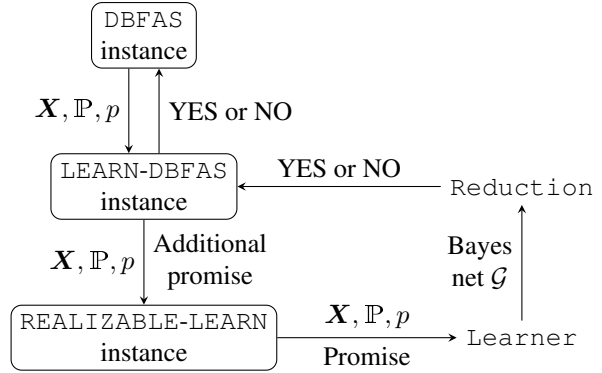 DBFAS
instance
X, ℙ, p
YES or NO
LEARN-DBFAS
instance
YES or NO
Reduction
X, ℙ, p
Additional
promise
Bayes
net 𝒢
REALIZABLE-LEARN
instance
X, ℙ, p
Promise
Learner